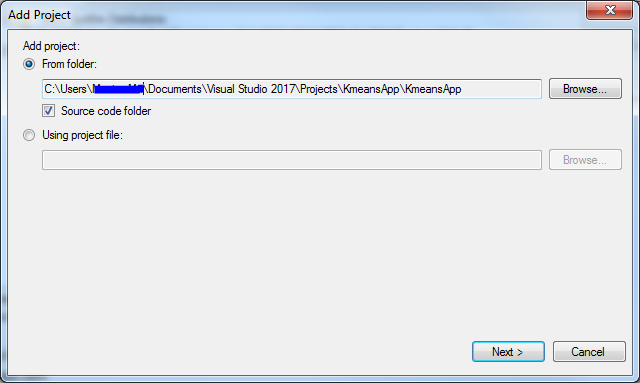 Add Project
Add project:
From folder:
C:\Users\ \Documents\Visual Studio 2017\Projects\KmeansApp\KmeansApp
Browse...
Source code folder
Using project file:
Browse...
Next >
Cancel